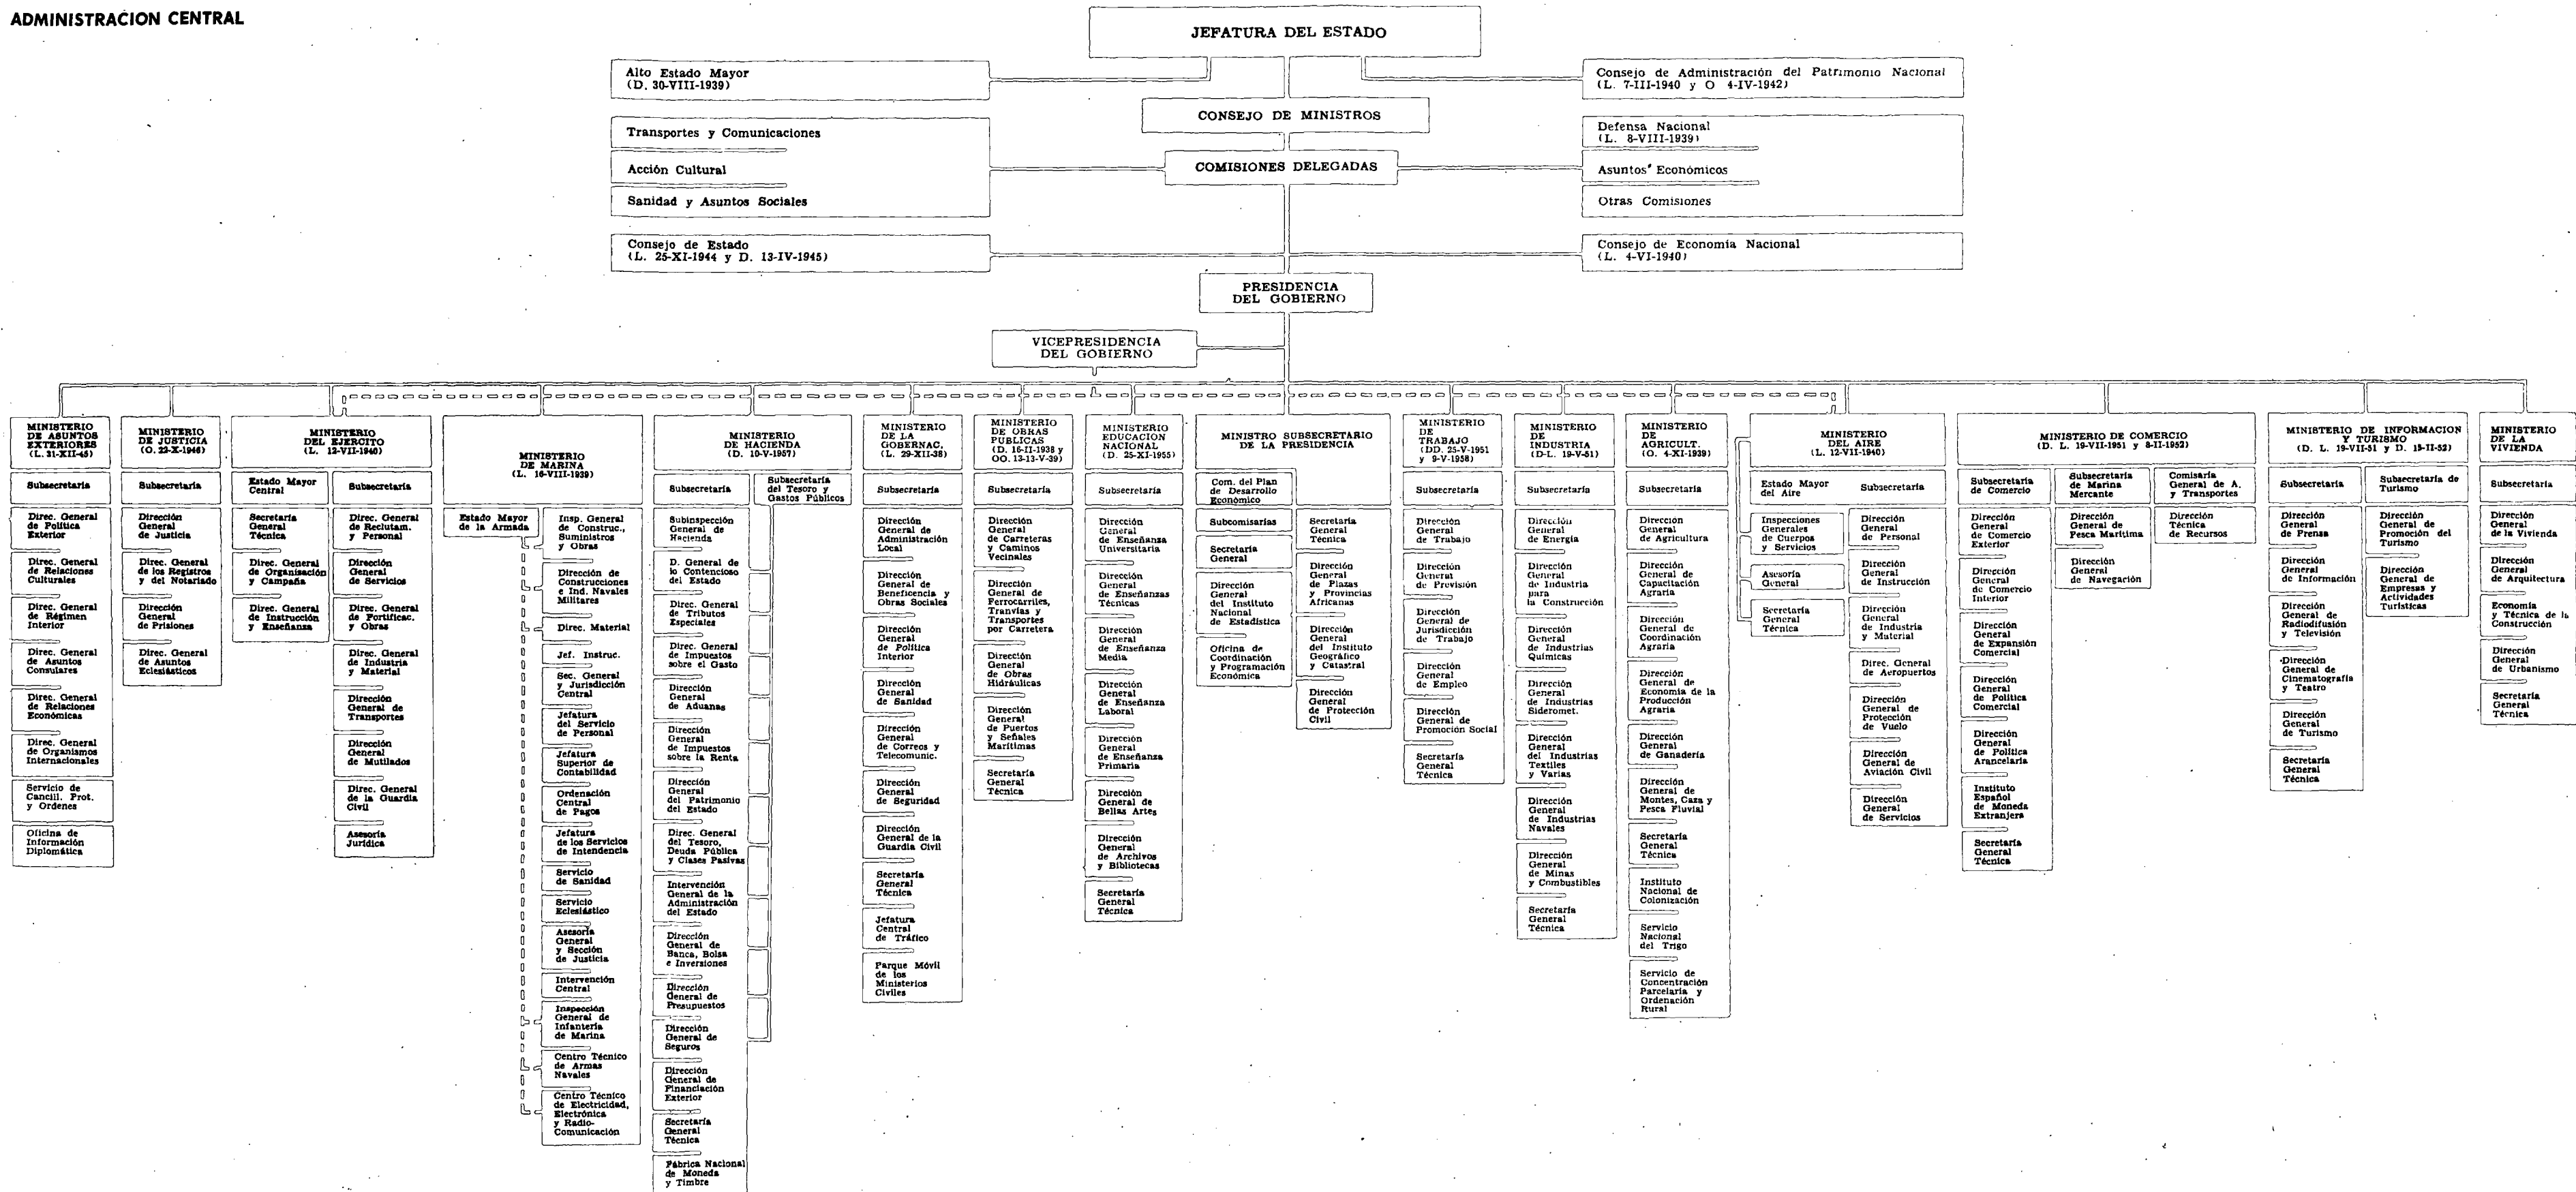 ADMINISTRACION CENTRAL
JEFATURA DEL ESTADO
Alto Estado Mayor
(D. 30-VIII-1939)
Consejo de Administración del Patrimonio Nacional
(L. 7-III-1940 y O 4-IV-1942)
CONSEJO DE MINISTROS
Transportes y Comunicaciones
Acción Cultural
Sanidad y Asuntos Sociales
COMISIONES DELEGADAS
Defensa Nacional
(L. 8-VIII-1939)
Asuntos Económicos
Otras Comisiones
Consejo de Estado
(L. 25-XI-1944 y D. 13-IV-1945)
Consejo de Economía Nacional
(L. 4-VI-1940)
PRESIDENCIA
DEL GOBIERNO
VICEPRESIDENCIA
DEL GOBIERNO
MINISTERIO
DE ASUNTOS
EXTERIORES
(L. 31-XII-45)
Subsecretaría
Direc. General
de Política
Exterior
Direc. General
de Relaciones
Culturales
Direc. General
de Régimen
Interior
Direc. General
de Asuntos
Consulares
Direc. General
de Relaciones
Económicas
Direc. General
de Organismos
Internacionales
Servicio de
Cancill. Prot.
y Ordenes
Oficina de
Información
Diplomática
MINISTERIO
DE JUSTICIA
(O. 22-X-1946)
Subsecretaría
Dirección
General
de Justicia
Direc. General
de los Registros
y del Notariado
Dirección
General
de Prisiones
Direc. General
de Asuntos
Eclesiásticos
MINISTERIO
DEL EJERCITO
(L. 12-VII-1940)
Estado Mayor
Central
Secretaría
General
Técnica
Direc. General
de Organisación
y Campaña
Direc. General
de Instrucción
y Enseñanza
Subsecretaría
Direc. General
de Reclutam.
y Personal
Dirección
General
de Servicios
Direc. General
de Fortificac.
y Obras
Direc. General
de Industria
y Material
Dirección
General de
Transportes
Dirección
General
de Mutilados
Direc. General
de la Guardia
Civil
Asesoría
Jurídica
MINISTERIO
DE MARINA
(L. 16-VIII-1939)
Estado Mayor
de la Armada
Insp. General
de Construc.,
Suministros
y Obras
Dirección de
Construcciones
e Ind. Navales
Militares
Direc. Material
Jef. Instruc.
Sec. General
y Jurisdicción
Central
Jefatura
del Servicio
de Personal
Jefatura
Superior de
Contabilidad
Ordenación
Central
de Pagos
Jefatura
de los Servicios
de Intendencia
Servicio
de Sanidad
Servicio
Eclesiástico
Asesoría
General
y Sección
de Justicia
Intervención
Central
Inspección
General de
Infantería
de Marina
Centro Técnico
de Armas
Navales
Centro Técnico
de Electricidad,
Electrónica
y Radio-
Comunicación
MINISTERIO
DE HACIENDA
(D. 10-V-1957)
Subsecretaría
Subsecretaría
del Tesoro y
Gastos Públicos
Subinspección
General de
Hacienda
D. General de
lo Contencioso
del Estado
Direc. General
de Tributos
Especiales
Direc. General
de Impuestos
sobre el Gasto
Dirección
General
de Aduanas
Dirección
General
de Impuestos
sobre la Renta
Dirección
General
del Patrimonio
del Estado
Direc. General
del Tesoro,
Deuda Pública
y Clases Pasivas
Intervención
General de la
Administración
del Estado
Dirección
General de
Banca, Bolsa
e Inversiones
Dirección
General de
Presupuestos
Dirección
General de
Seguros
Dirección
General de
Financiación
Exterior
Secretaría
General
Técnica
Fábrica Nacional
de Moneda
y Timbre
MINISTERIO
DE LA
GOBERNAC.
(L. 29-XII-38)
Subsecretaría
Dirección
General de
Administración
Local
Dirección
General de
Beneficencia y
Obras Sociales
Dirección
General
de Política
Interior
Dirección
General
de Sanidad
Dirección
General
de Correos y
Telecomunic.
Dirección
General
de Seguridad
Dirección
General de la
Guardia Civil
Secretaría
General
Técnica
Jefatura
Central
de Tráfico
Parque Móvil
de los
Ministerios
Civiles
MINISTERIO
DE OBRAS
PUBLICAS
(D. 16-II-1938 y
OO. 13-13-V-39)
Subsecretaría
Dirección
General
de Carreteras
y Caminos
Vecinales
Dirección
General de
Ferrocarriles,
Tranvías y
Transportes
por Carretera
Dirección
General
de Obras
Hidráulicas
Dirección
General
de Puertos
y Señales
Marítimas
Secretaría
General
Técnica
MINISTERIO
EDUCACION
NACIONAL
(D. 25-XI-1955)
Subsecretaría
Dirección
General
de Enseñanza
Universitaria
Dirección
General
de Enseñanzas
Técnicas
Dirección
General
de Enseñanza
Media
Dirección
General
de Enseñanza
Laboral
Dirección
General
de Enseñanza
Primaria
Dirección
General de
Bellas Artes
Dirección
General
de Archivos
y Bibliotecas
Secretaría
General
Técnica
MINISTRO SUBSECRETARIO
DE LA PRESIDENCIA
Com. del Plan
de Desarrollo
Económico
Subcomisarías
Secretaría
General
Dirección
General
del Instituto
Nacional
de Estadística
Oficina de
Coordinación
y Programación
Económica
Secretaría
General
Técnica
Dirección
General
de Plazas
y Provincias
Africanas
Dirección
General
del Instituto
Geográfico
y Catastral
Dirección
General
de Protección
Civil
MINISTERIO
DE
TRABAJO
(DD. 25-V-1951
y 9-V-1958)
Subsecretaría
Dirección
General
de Trabajo
Dirección
General
de Previsión
Dirección
General de
Jurisdicción
de Trabajo
Dirección
General
de Empleo
Dirección
General de
Promoción Social
Secretaría
General
Técnica
MINISTERIO
DE
INDUSTRIA
(D-L. 19-V-51)
Subsecretaría
Dirección
General
de Energía
Dirección
General
de Industria
para
la Construcción
Dirección
General
de Industrias
Químicas
Dirección
General
de Industrias
Sideromet.
Dirección
General
del Industrias
Textiles
y Varias
Dirección
General
de Industrias
Navales
Dirección
General
de Minas
y Combustibles
Secretaría
General
Técnica
MINISTERIO
DE
AGRICULT.
(O. 4-XI-1939)
Subsecretaría
Dirección
General
de Agricultura
Dirección
General de
Capacitación
Agraria
Dirección
General de
Coordinación
Agraria
Dirección
General de
Economía de la
Producción
Agraria
Dirección
General
de Ganadería
Dirección
General de
Montes, Caza y
Pesca Fluvial
Secretaría
General
Técnica
Instituto
Nacional de
Colonización
Servicio
Nacional
del Trigo
Servicio de
Concentración
Parcelaria y
Ordenación
Rural
MINISTERIO
DEL AIRE
(L. 12-VII-1940)
Estado Mayor
del Aire
Inspecciones
Generales
de Cuerpos
y Servicios
Asesoría
General
Secretaría
General
Técnica
Subsecretaría
Dirección
General
de Personal
Dirección
General
de Instrucción
Dirección
General
de Industria
y Material
Direc. General
de Aeropuertos
Dirección
General de
Protección
de Vuelo
Dirección
General de
Aviación Civil
Dirección
General
de Servicios
MINISTERIO DE COMERCIO
(D. L. 19-VII-1951 y 8-II-1952)
Subsecretaría
de Comercio
Dirección
General
de Comercio
Exterior
Dirección
General
de Comercio
Interior
Dirección
General
de Expansión
Comercial
Dirección
General
de Política
Comercial
Dirección
General
de Política
Arancelaria
Instituto
Español
de Moneda
Extranjera
Secretaría
General
Técnica
Subsecretaría
de Marina
Mercante
Dirección
General de
Pesca Marítima
Dirección
General
de Navegación
Comisaría
General de A.
y Transportes
Dirección
Técnica
de Recursos
MINISTERIO DE INFORMACION
Y TURISMO
(D. L. 19-VII-51 y D. 15-II-52)
Subsecretaría
Dirección
General
de Prensa
Dirección
General
de Información
Dirección
General de
Radiodifusión
y Televisión
Dirección
General de
Cinematografía
y Teatro
Dirección
General
de Turismo
Secretaría
General
Técnica
Subsecretaría de
Turismo
Dirección
General de
Promoción del
Turismo
Dirección
General de
Empresas y
Actividades
Turísticas
MINISTERIO
DE LA
VIVIENDA
Subsecretaría
Dirección
General
de la Vivienda
Dirección
General
de Arquitectura
Economía
y Técnica de la
Construcción
Dirección
General
de Urbanismo
Secretaría
General
Técnica